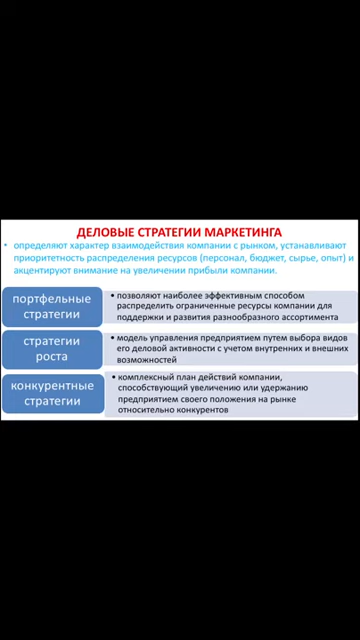 ДЕЛОВЫЕ СТРАТЕГИИ МАРКЕТИНГА
• определяют характер взаимодействия компании с рынком, устанавливают
приоритетность распределения ресурсов (персонал, бюджет, сырье, опыт) и
акцентируют внимание на увеличении прибыли компании.
портфельные
стратегии
• позволяют наиболее эффективным способом
распределить ограниченные ресурсы компании для
поддержки и развития разнообразного ассортимента
стратегии
роста
• модель управления предприятием путем выбора видов
его деловой активности с учетом внутренних и внешних
возможностей
конкурентные
стратегии
• комплексный план действий компании,
способствующий увеличению или удержанию
предприятием своего положения на рынке
относительно конкурентов